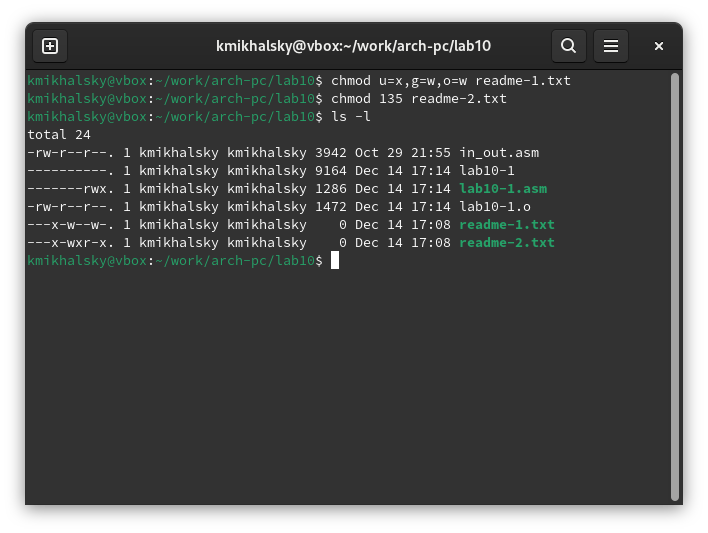 kmikhalsky@vbox:~/work/arch-pc/lab10
kmikhalsky@vbox:~/work/arch-pc/lab10$ chmod u=x,g=w,o=w readme-1.txt
kmikhalsky@vbox:~/work/arch-pc/lab10$ chmod 135 readme-2.txt
kmikhalsky@vbox:~/work/arch-pc/lab10$ ls -l
total 24
-rw-r--r--. 1 kmikhalsky kmikhalsky 3942 Oct 29 21:55 in_out.asm
----------. 1 kmikhalsky kmikhalsky 9164 Dec 14 17:14 lab10-1
-------rwx. 1 kmikhalsky kmikhalsky 1286 Dec 14 17:14 lab10-1.asm
-rw-r--r--. 1 kmikhalsky kmikhalsky 1472 Dec 14 17:14 lab10-1.o
---x-w--w-. 1 kmikhalsky kmikhalsky    0 Dec 14 17:08 readme-1.txt
---x-wxr-x. 1 kmikhalsky kmikhalsky    0 Dec 14 17:08 readme-2.txt
kmikhalsky@vbox:~/work/arch-pc/lab10$